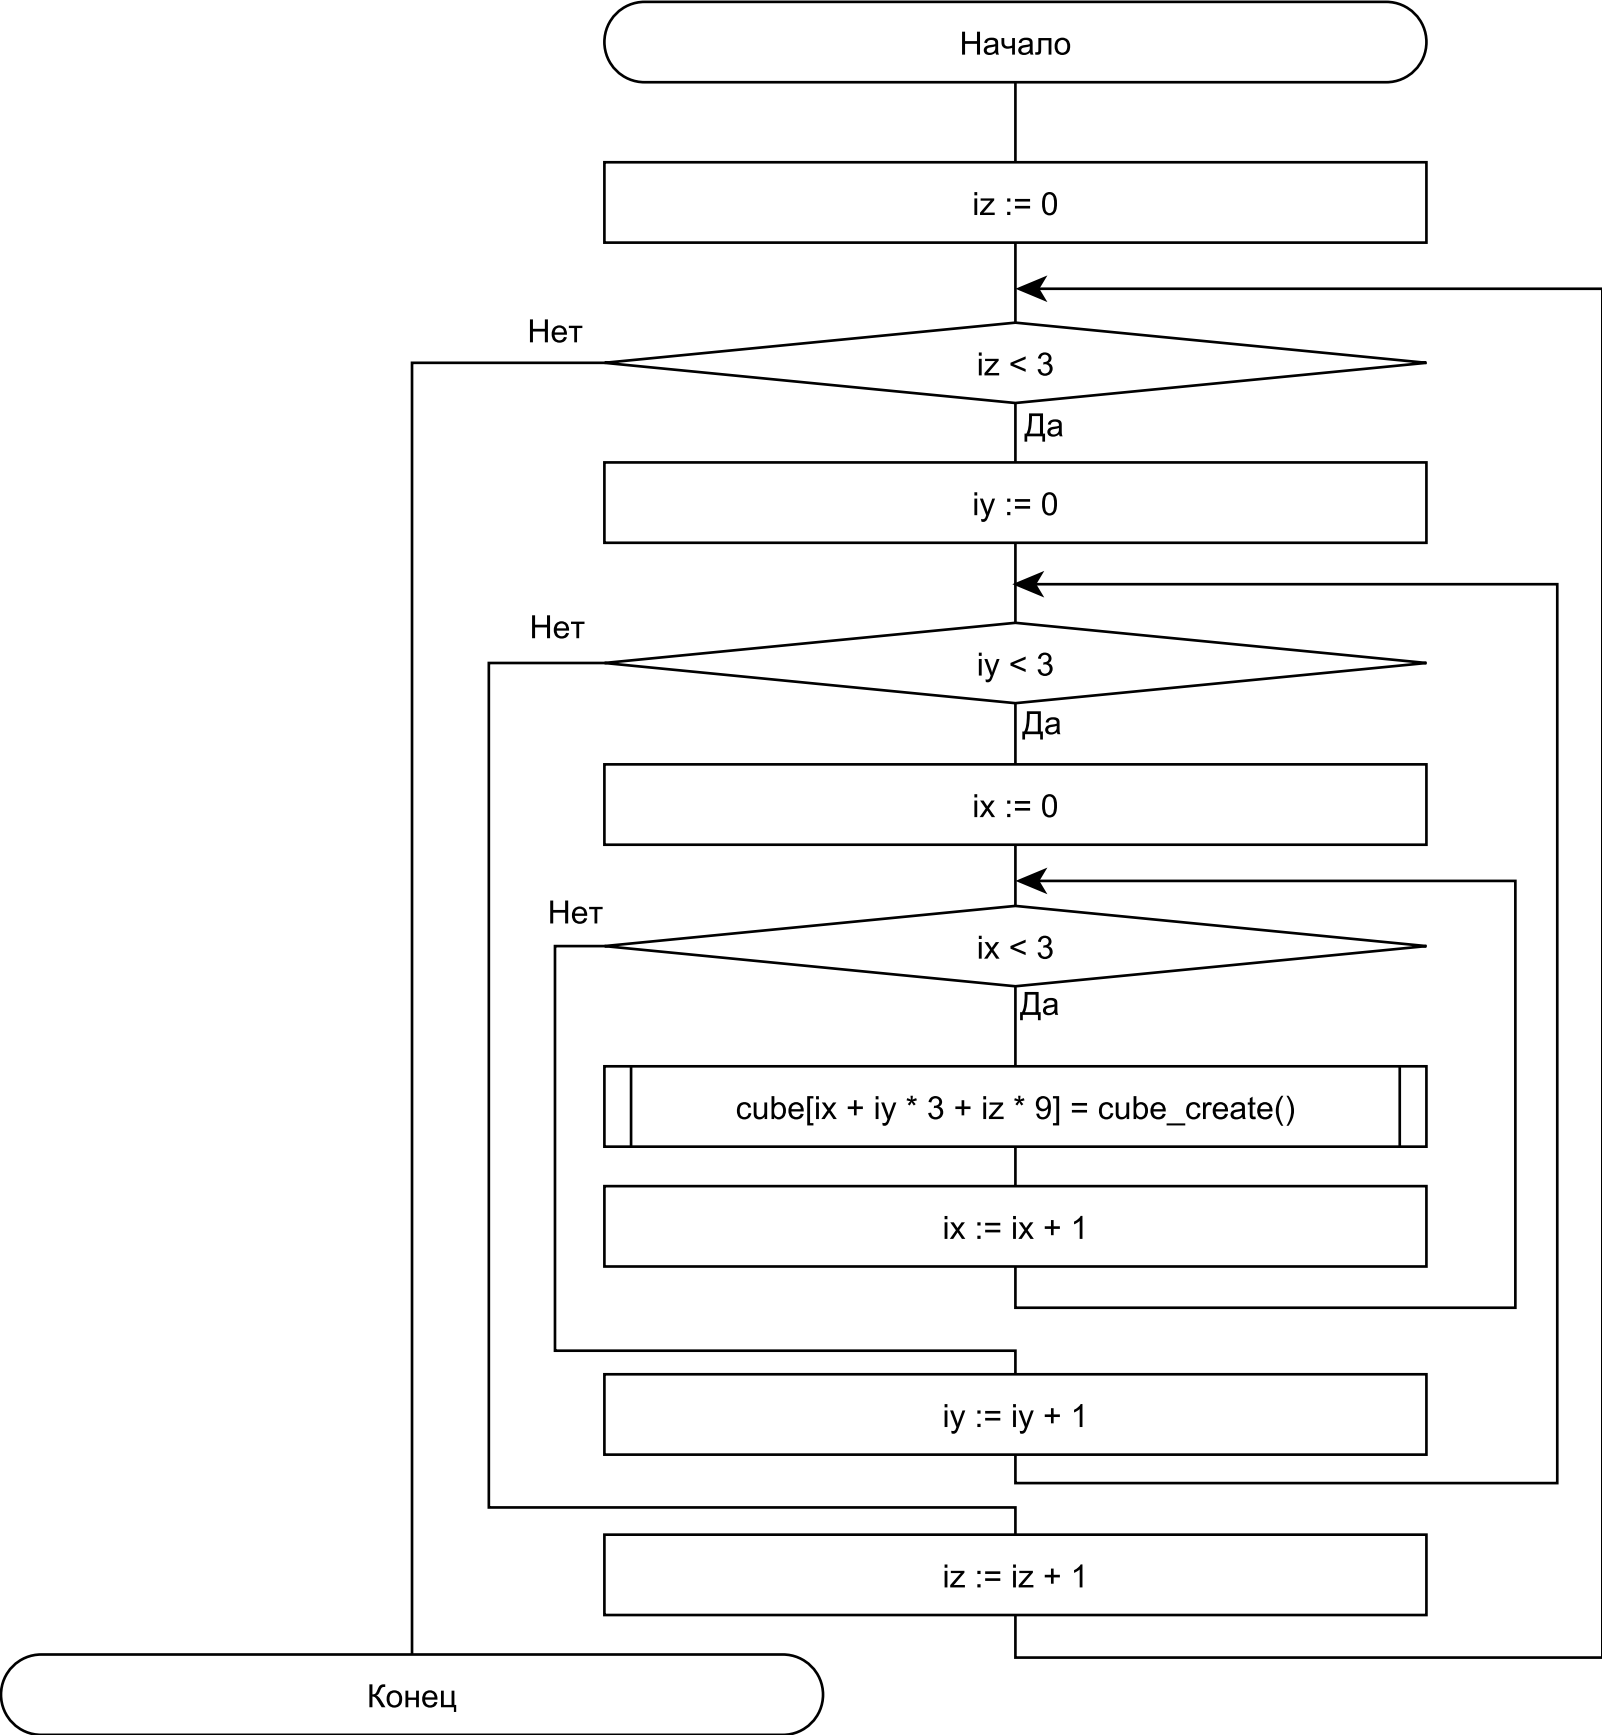 Начало
iz := 0
Нет
iz < 3
Да
iy := 0
Нет
iy < 3
Да
ix := 0
Нет
ix < 3
Да
cube[ix + iy * 3 + iz * 9] = cube_create()
ix := ix + 1
iy := iy + 1
iz := iz + 1
Конец